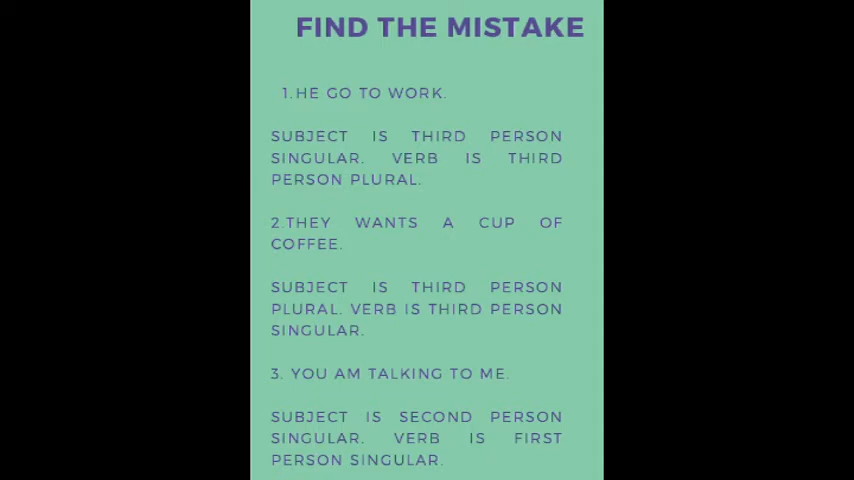 FIND THE MISTAKE
1.HE GO TO WORK.
SUBJECT IS THIRD PERSON
SINGULAR. VERB IS THIRD
PERSON PLURAL.
2.THEY WANTS A CUP OF
COFFEE.
SUBJECT IS THIRD PERSON
PLURAL. VERB IS THIRD PERSON
SINGULAR.
3. YOU AM TALKING TO ME.
SUBJECT IS SECOND PERSON
SINGULAR. VERB IS FIRST
PERSON SINGULAR.